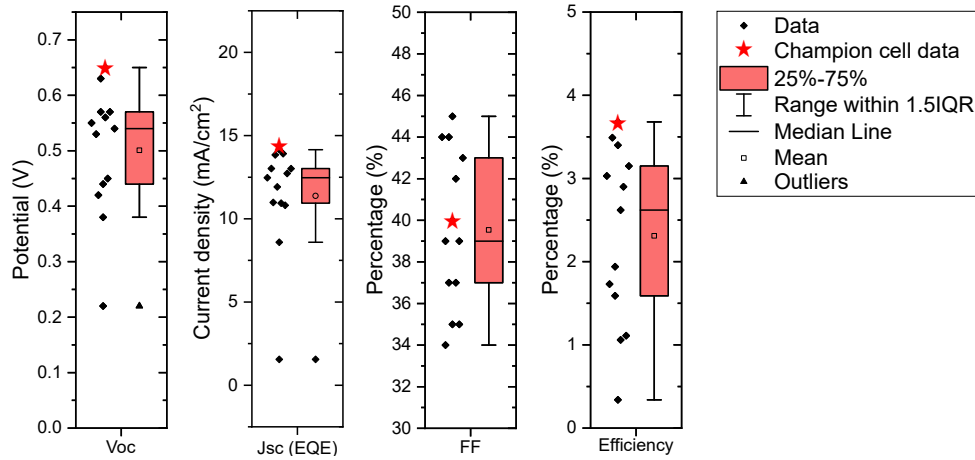 Potential (V)
0.7
0.6
0.5
0.4
0.3
0.2
0.1
0.0
Voc
Current density (mA/cm²)
20
15
10
5
0
Jsc (EQE)
Percentage (%)
50
48
46
44
42
40
38
36
34
32
30
FF
Percentage (%)
5
4
3
2
1
0
Efficiency
Data
Champion cell data
25%-75%
Range within 1.5IQR
Median Line
Mean
Outliers